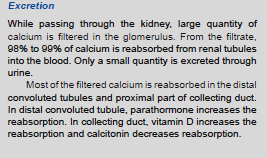 Excretion
While passing through the kidney, large quantity of
calcium is filtered in the glomerulus. From the filtrate,
98% to 99% of calcium is reabsorbed from renal tubules
into the blood. Only a small quantity is excreted through
urine.
Most of the filtered calcium is reabsorbed in the distal
convoluted tubules and proximal part of collecting duct.
In distal convoluted tubule, parathormone increases the
reabsorption. In collecting duct, vitamin D increases the
reabsorption and calcitonin decreases reabsorption.